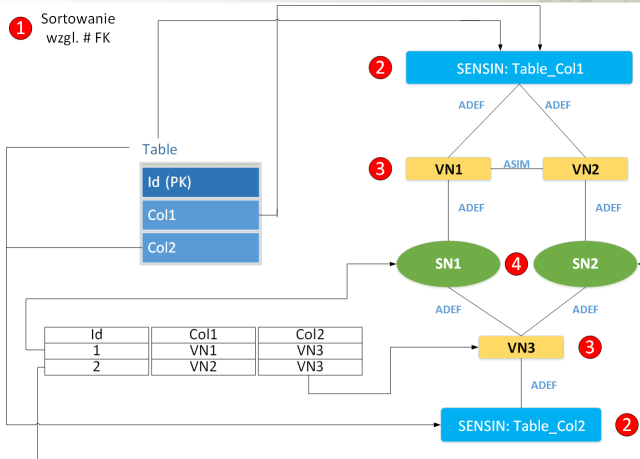 1 Sortowanie
wzgl. # FK
2 SENSIN: Table_Col1
ADEF ADEF
Table
3 VN1 ASIM VN2
Id (PK)
Col1
ADEF ADEF
Col2
SN1 4 SN2
ADEF ADEF
Id Col1 Col2
1 VN1 VN3
2 VN2 VN3
VN3 3
ADEF
SENSIN: Table_Col2 2